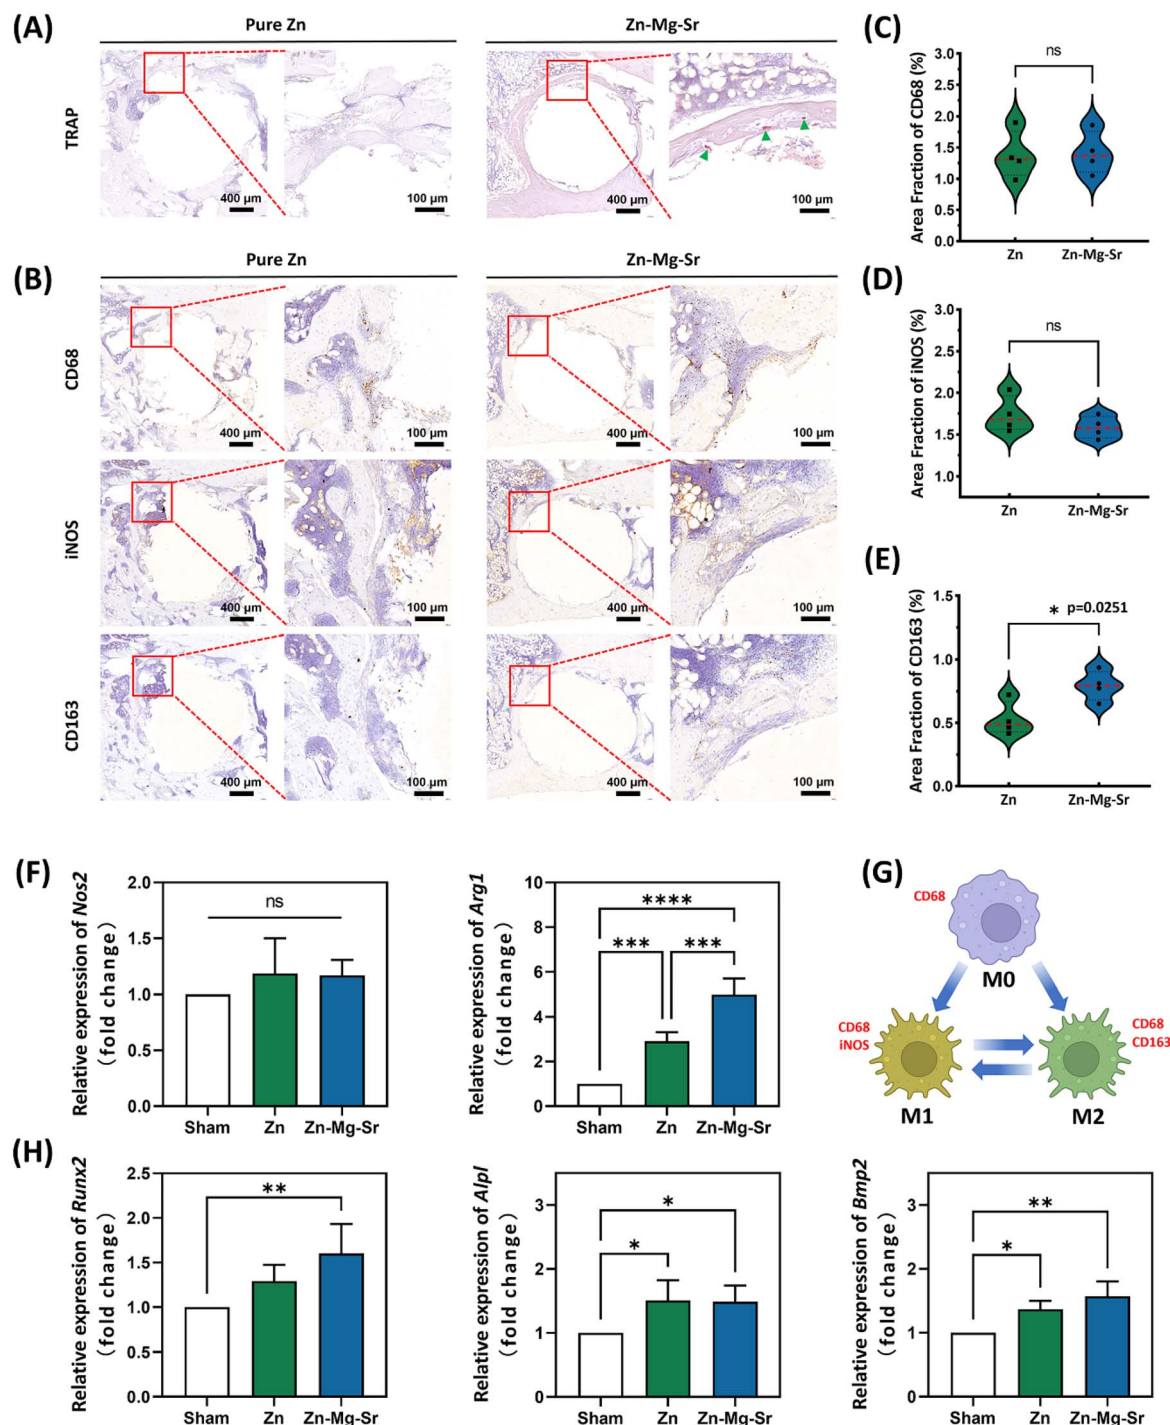 (A)
Pure Zn
Zn-Mg-Sr
TRAP
400 μm
100 μm
400 μm
100 μm
(B)
Pure Zn
Zn-Mg-Sr
CD68
400 μm
100 μm
400 μm
100 μm
iNOS
400 μm
100 μm
400 μm
100 μm
CD163
400 μm
100 μm
400 μm
100 μm
(C)
Area Fraction of CD68 (%)
3.0
2.5
2.0
1.5
1.0
0.5
0.0
ns
Zn
Zn-Mg-Sr
(D)
Area Fraction of iNOS (%)
3.0
2.5
2.0
1.5
1.0
ns
Zn
Zn-Mg-Sr
(E)
Area Fraction of CD163 (%)
1.5
1.0
0.5
0.0
* p=0.0251
Zn
Zn-Mg-Sr
(F)
Relative expression of Nos2
(fold change)
2.0
1.5
1.0
0.5
0.0
ns
Sham
Zn
Zn-Mg-Sr
Relative expression of Arg1
(fold change)
10
8
6
4
2
0
****
***
***
Sham
Zn
Zn-Mg-Sr
(G)
CD68
M0
CD68
iNOS
CD68
CD163
M1
M2
(H)
Relative expression of Runx2
(fold change)
2.5
2.0
1.5
1.0
0.5
0.0
**
Sham
Zn
Zn-Mg-Sr
Relative expression of Alpl
(fold change)
3
2
1
0
*
*
Sham
Zn
Zn-Mg-Sr
Relative expression of Bmp2
(fold change)
3
2
1
0
**
*
Sham
Zn
Zn-Mg-Sr